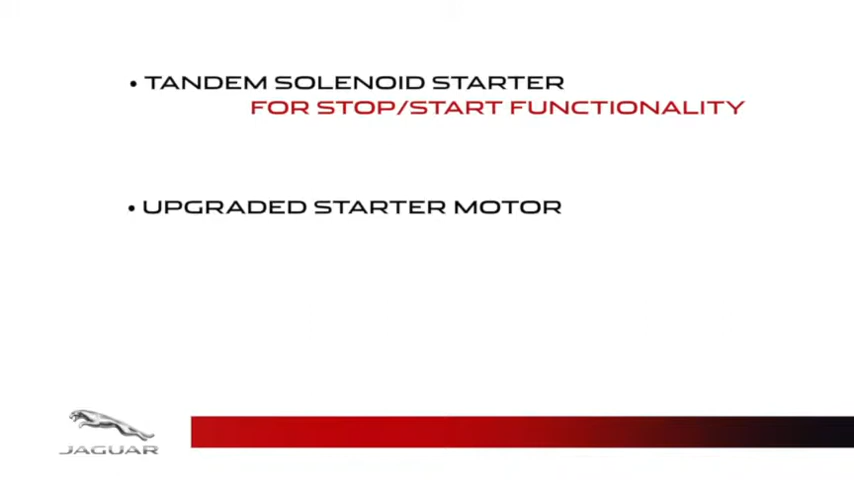 • TANDEM SOLENOID STARTER
FOR STOP/START FUNCTIONALITY
• UPGRADED STARTER MOTOR
JAGUAR